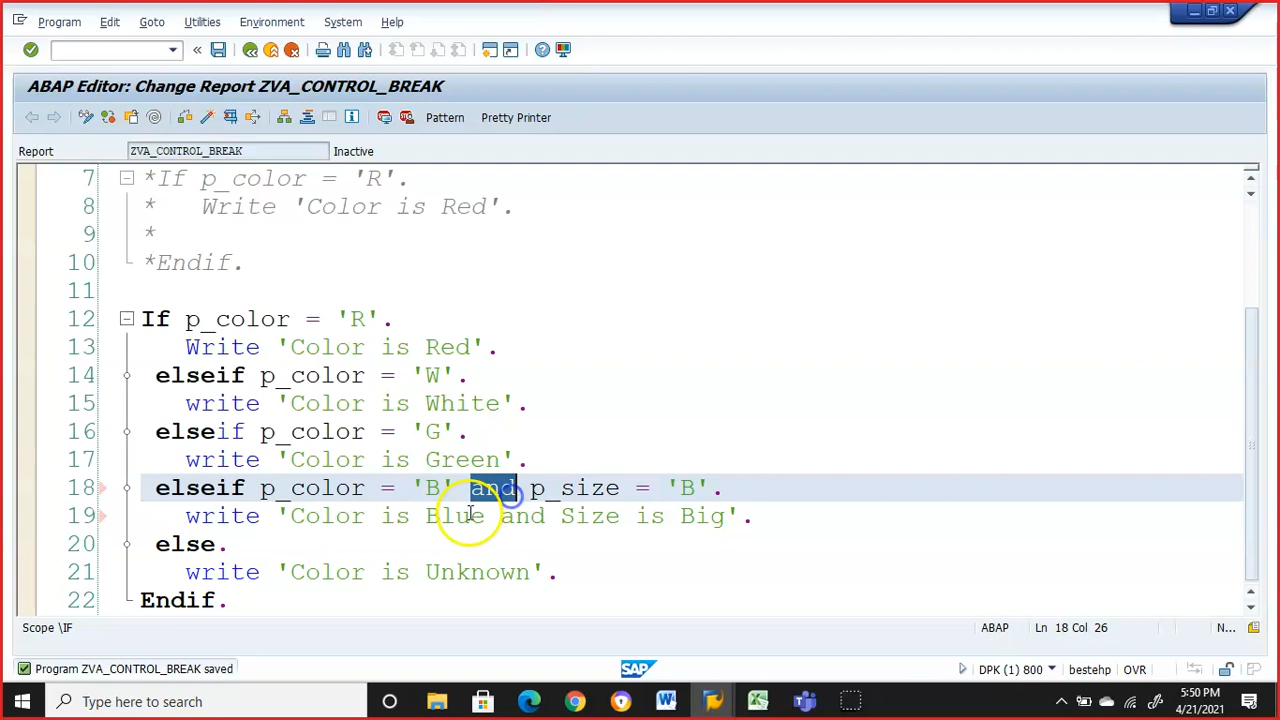 Program Edit Goto Utilities Environment System Help
ABAP Editor: Change Report ZVA_CONTROL_BREAK
Pattern Pretty Printer
Report ZVA_CONTROL_BREAK Inactive
7 *If p_color = 'R'.
8 *   Write 'Color is Red'.
9 *
10 *Endif.
11
12 If p_color = 'R'.
13 Write 'Color is Red'.
14 elseif p_color = 'W'.
15 write 'Color is White'.
16 elseif p_color = 'G'.
17 write 'Color is Green'.
18 elseif p_color = 'B' and p_size = 'B'.
19 write 'Color is Blue and Size is Big'.
20 else.
21 write 'Color is Unknown'.
22 Endif.
Scope \IF ABAP Ln 18 Col 26 N...
Program ZVA_CONTROL_BREAK saved SAP DPK (1) 800 bestehp OVR
Type here to search 5:50 PM
4/21/2021